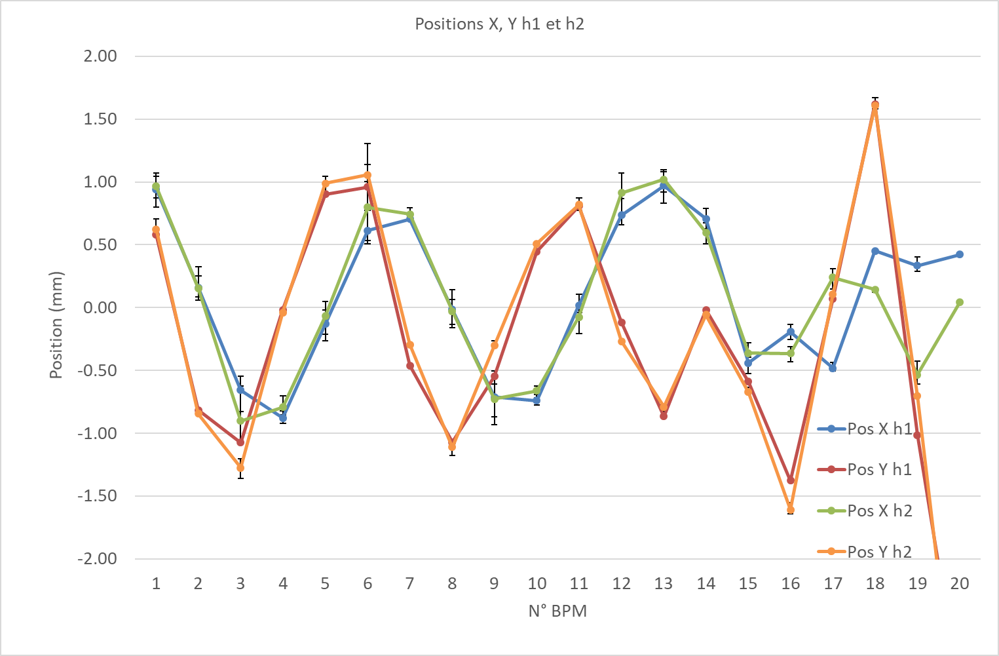 Positions X, Y h1 et h2
2.00
1.50
1.00
0.50
0.00
-0.50
-1.00
-1.50
-2.00
Position (mm)
Pos X h1
Pos Y h1
Pos X h2
Pos Y h2
1 2 3 4 5 6 7 8 9 10 11 12 13 14 15 16 17 18 19 20
N° BPM